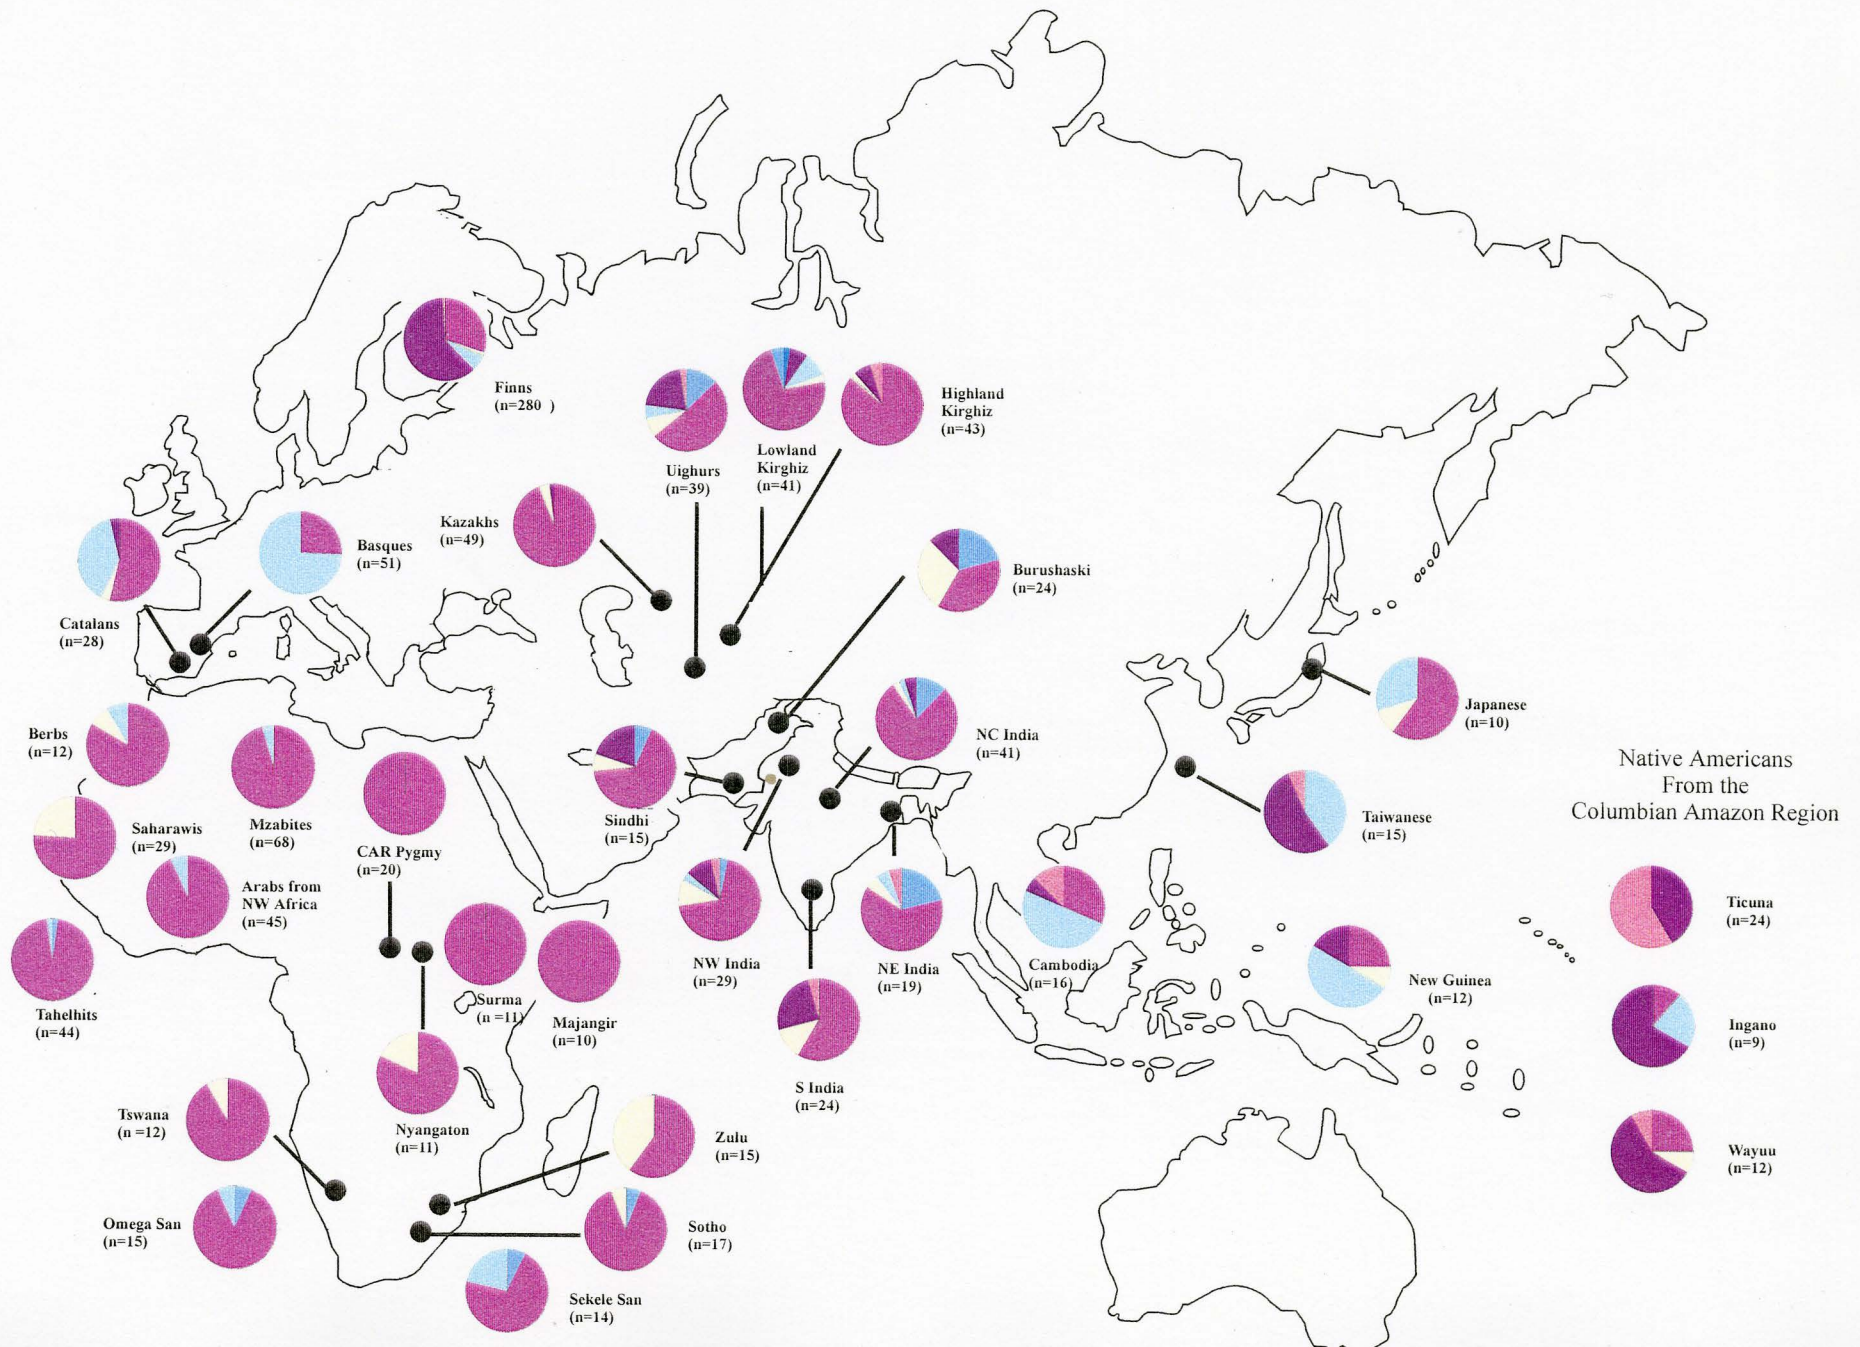 Finns
(n=280 )
Uighurs
(n=39)
Lowland
Kirghiz
(n=41)
Highland
Kirghiz
(n=43)
Kazakhs
(n=49)
Basques
(n=51)
Catalans
(n=28)
Burushaski
(n=24)
Berbs
(n=12)
Mzabites
(n=68)
Saharawis
(n=29)
CAR Pygmy
(n=20)
Arabs from
NW Africa
(n=45)
Tahelhits
(n=44)
Sindhi
(n=15)
NC India
(n=41)
Japanese
(n=10)
Taiwanese
(n=15)
NW India
(n=29)
NE India
(n=19)
Cambodia
(n=16)
New Guinea
(n=12)
Surma
(n =11)
Majangir
(n=10)
S India
(n=24)
Nyangaton
(n=11)
Tswana
(n =12)
Zulu
(n=15)
Omega San
(n=15)
Sotho
(n=17)
Sekele San
(n=14)
Native Americans
From the
Columbian Amazon Region
Ticuna
(n=24)
Ingano
(n=9)
Wayuu
(n=12)